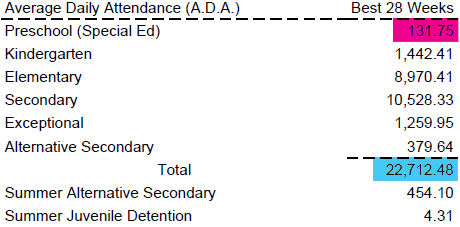 Average Daily Attendance (A.D.A.) Best 28 Weeks
Preschool (Special Ed) 131.75
Kindergarten 1,442.41
Elementary 8,970.41
Secondary 10,528.33
Exceptional 1,259.95
Alternative Secondary 379.64
Total 22,712.48
Summer Alternative Secondary 454.10
Summer Juvenile Detention 4.31